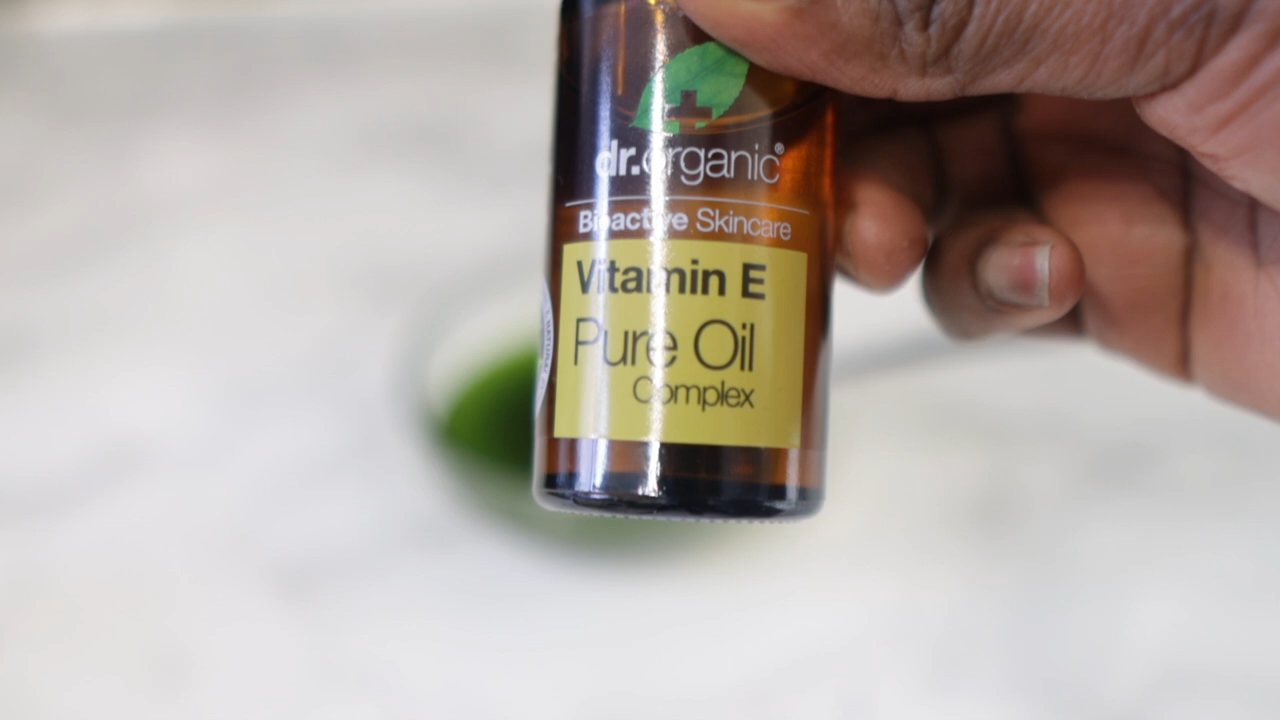 dr.organic®
Bioactive Skincare
Vitamin E
Pure Oil
Complex